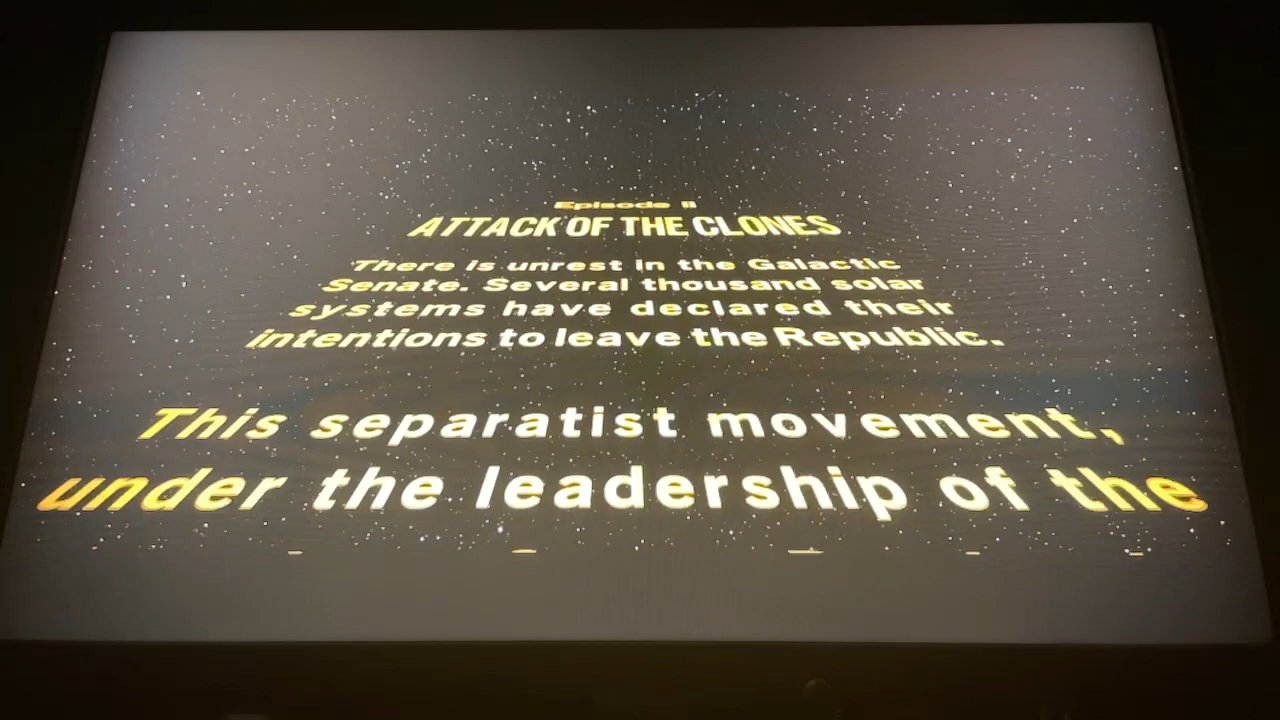 Episode II
ATTACK OF THE CLONES
There is unrest in the Galactic
Senate. Several thousand solar
systems have declared their
intentions to leave the Republic.
This separatist movement,
under the leadership of the